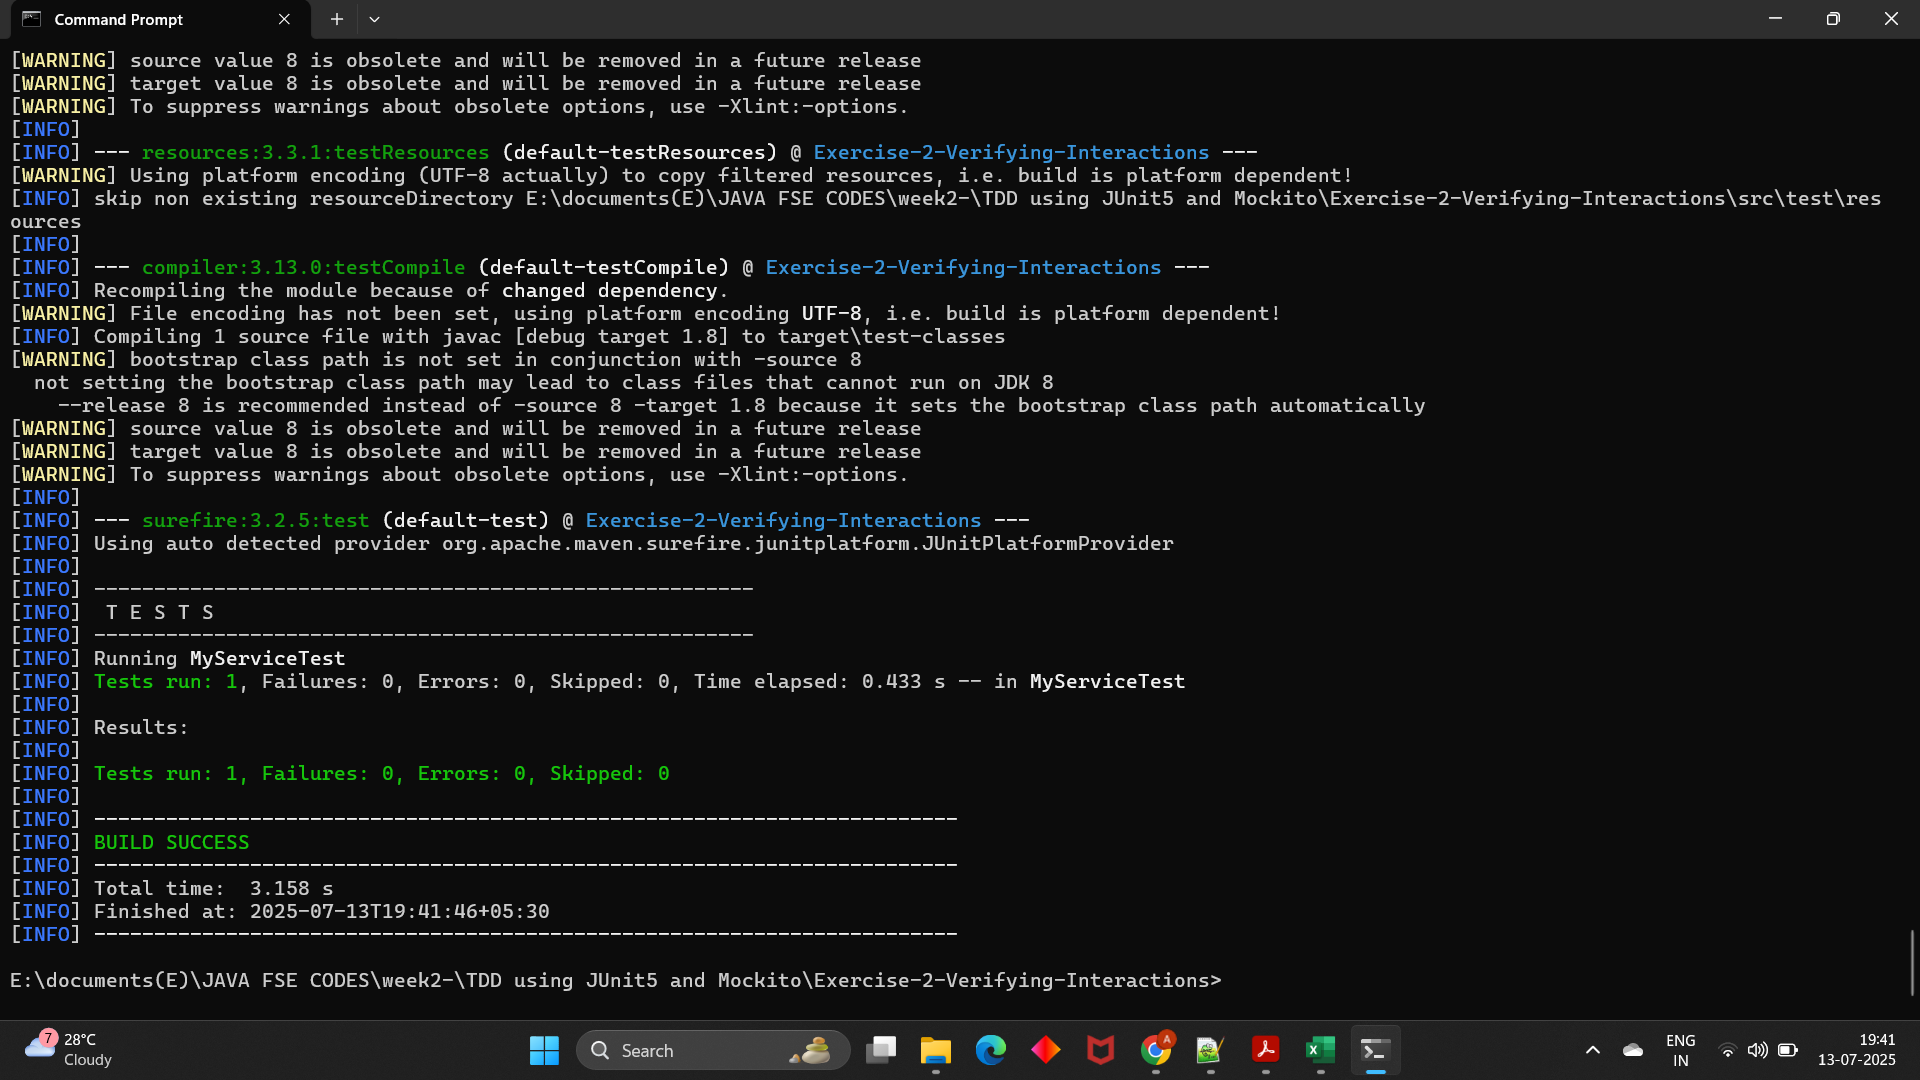 Command Prompt
[WARNING] source value 8 is obsolete and will be removed in a future release
[WARNING] target value 8 is obsolete and will be removed in a future release
[WARNING] To suppress warnings about obsolete options, use -Xlint:-options.
[INFO]
[INFO] --- resources:3.3.1:testResources (default-testResources) @ Exercise-2-Verifying-Interactions ---
[WARNING] Using platform encoding (UTF-8 actually) to copy filtered resources, i.e. build is platform dependent!
[INFO] skip non existing resourceDirectory E:\documents(E)\JAVA FSE CODES\week2-\TDD using JUnit5 and Mockito\Exercise-2-Verifying-Interactions\src\test\res
ources
[INFO]
[INFO] --- compiler:3.13.0:testCompile (default-testCompile) @ Exercise-2-Verifying-Interactions ---
[INFO] Recompiling the module because of changed dependency.
[WARNING] File encoding has not been set, using platform encoding UTF-8, i.e. build is platform dependent!
[INFO] Compiling 1 source file with javac [debug target 1.8] to target\test-classes
[WARNING] bootstrap class path is not set in conjunction with -source 8
  not setting the bootstrap class path may lead to class files that cannot run on JDK 8
    --release 8 is recommended instead of -source 8 -target 1.8 because it sets the bootstrap class path automatically
[WARNING] source value 8 is obsolete and will be removed in a future release
[WARNING] target value 8 is obsolete and will be removed in a future release
[WARNING] To suppress warnings about obsolete options, use -Xlint:-options.
[INFO]
[INFO] --- surefire:3.2.5:test (default-test) @ Exercise-2-Verifying-Interactions ---
[INFO] Using auto detected provider org.apache.maven.surefire.junitplatform.JUnitPlatformProvider
[INFO]
[INFO] -------------------------------------------------------
[INFO]  T E S T S
[INFO] -------------------------------------------------------
[INFO] Running MyServiceTest
[INFO] Tests run: 1, Failures: 0, Errors: 0, Skipped: 0, Time elapsed: 0.433 s -- in MyServiceTest
[INFO]
[INFO] Results:
[INFO]
[INFO] Tests run: 1, Failures: 0, Errors: 0, Skipped: 0
[INFO]
[INFO] ------------------------------------------------------------------------
[INFO] BUILD SUCCESS
[INFO] ------------------------------------------------------------------------
[INFO] Total time:  3.158 s
[INFO] Finished at: 2025-07-13T19:41:46+05:30
[INFO] ------------------------------------------------------------------------
E:\documents(E)\JAVA FSE CODES\week2-\TDD using JUnit5 and Mockito\Exercise-2-Verifying-Interactions>
7
28°C
Cloudy
Search
A
ENG
IN
19:41
13-07-2025